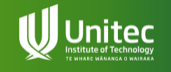 Unitec
Institute of Technology
TE WHARE WĀNANGA O WAIRAKA